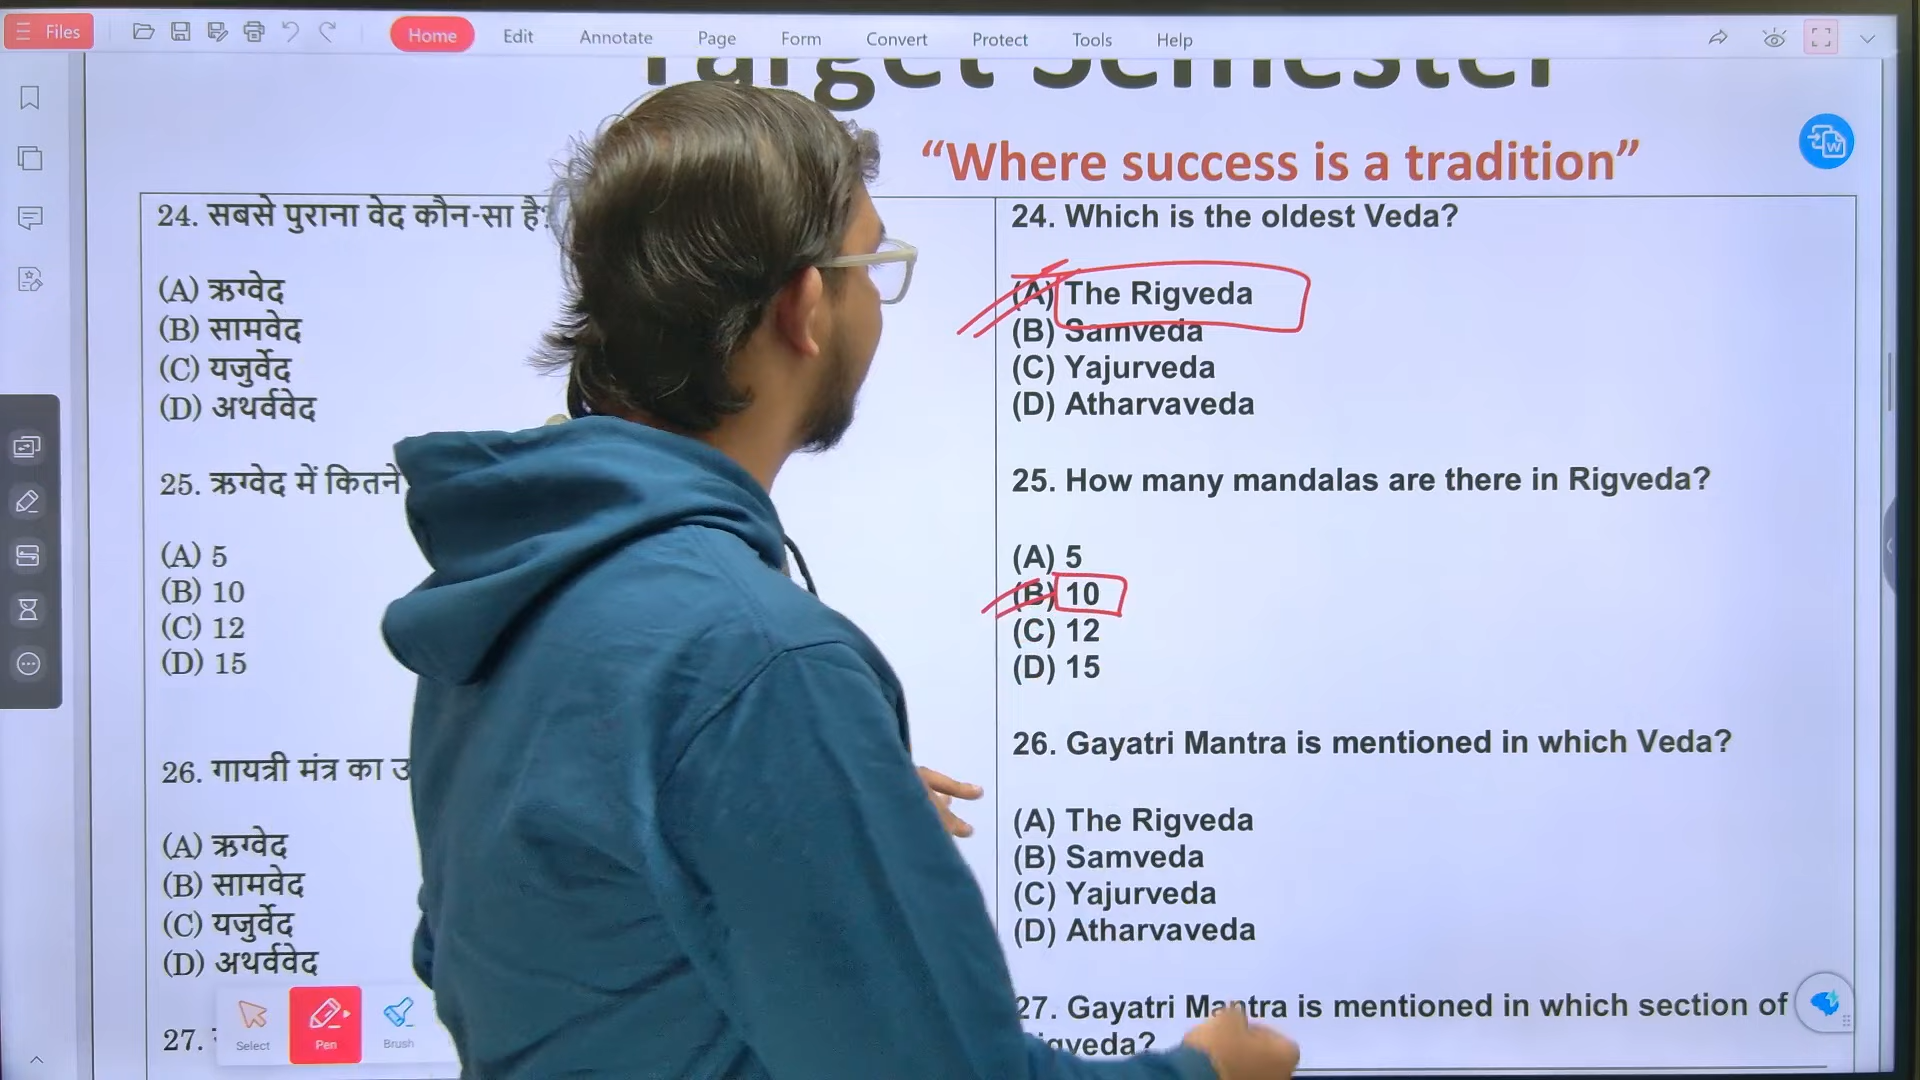 Files
Home
Edit
Annotate
Page
Form
Convert
Protect
Tools
Help
Target Semester
“Where success is a tradition”
24. सबसे पुराना वेद कौन-सा है?
(A) ऋग्वेद
(B) सामवेद
(C) यजुर्वेद
(D) अथर्ववेद
25. ऋग्वेद में कितने
(A) 5
(B) 10
(C) 12
(D) 15
26. गायत्री मंत्र का
(A) ऋग्वेद
(B) सामवेद
(C) यजुर्वेद
(D) अथर्ववेद
27.
24. Which is the oldest Veda?
(A) The Rigveda
(B) Samveda
(C) Yajurveda
(D) Atharvaveda
25. How many mandalas are there in Rigveda?
(A) 5
(B) 10
(C) 12
(D) 15
26. Gayatri Mantra is mentioned in which Veda?
(A) The Rigveda
(B) Samveda
(C) Yajurveda
(D) Atharvaveda
27. Gayatri Mantra is mentioned in which section of
Rigveda?
Select
Pen
Brush